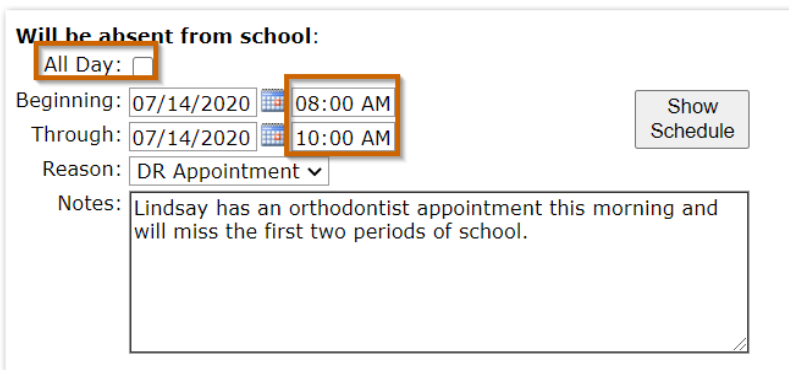 Will be absent from school:
All Day:
Beginning: 07/14/2020 08:00 AM
Through: 07/14/2020 10:00 AM
Show
Schedule
Reason: DR Appointment
Notes: Lindsay has an orthodontist appointment this morning and
will miss the first two periods of school.